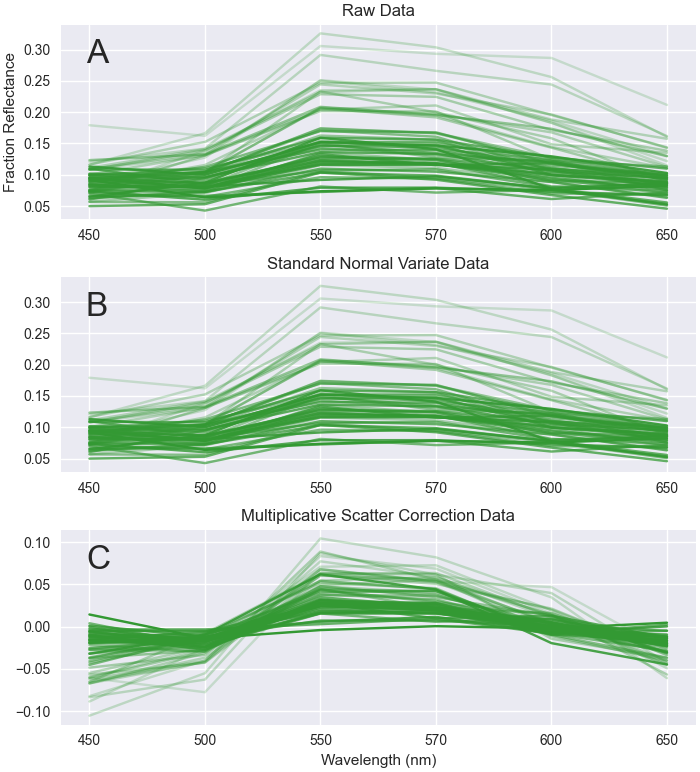 Raw Data
A
Fraction Reflectance
0.30
0.25
0.20
0.15
0.10
0.05
450 500 550 570 600 650
Standard Normal Variate Data
B
0.30
0.25
0.20
0.15
0.10
0.05
450 500 550 570 600 650
Multiplicative Scatter Correction Data
C
0.10
0.05
0.00
−0.05
−0.10
450 500 550 570 600 650
Wavelength (nm)